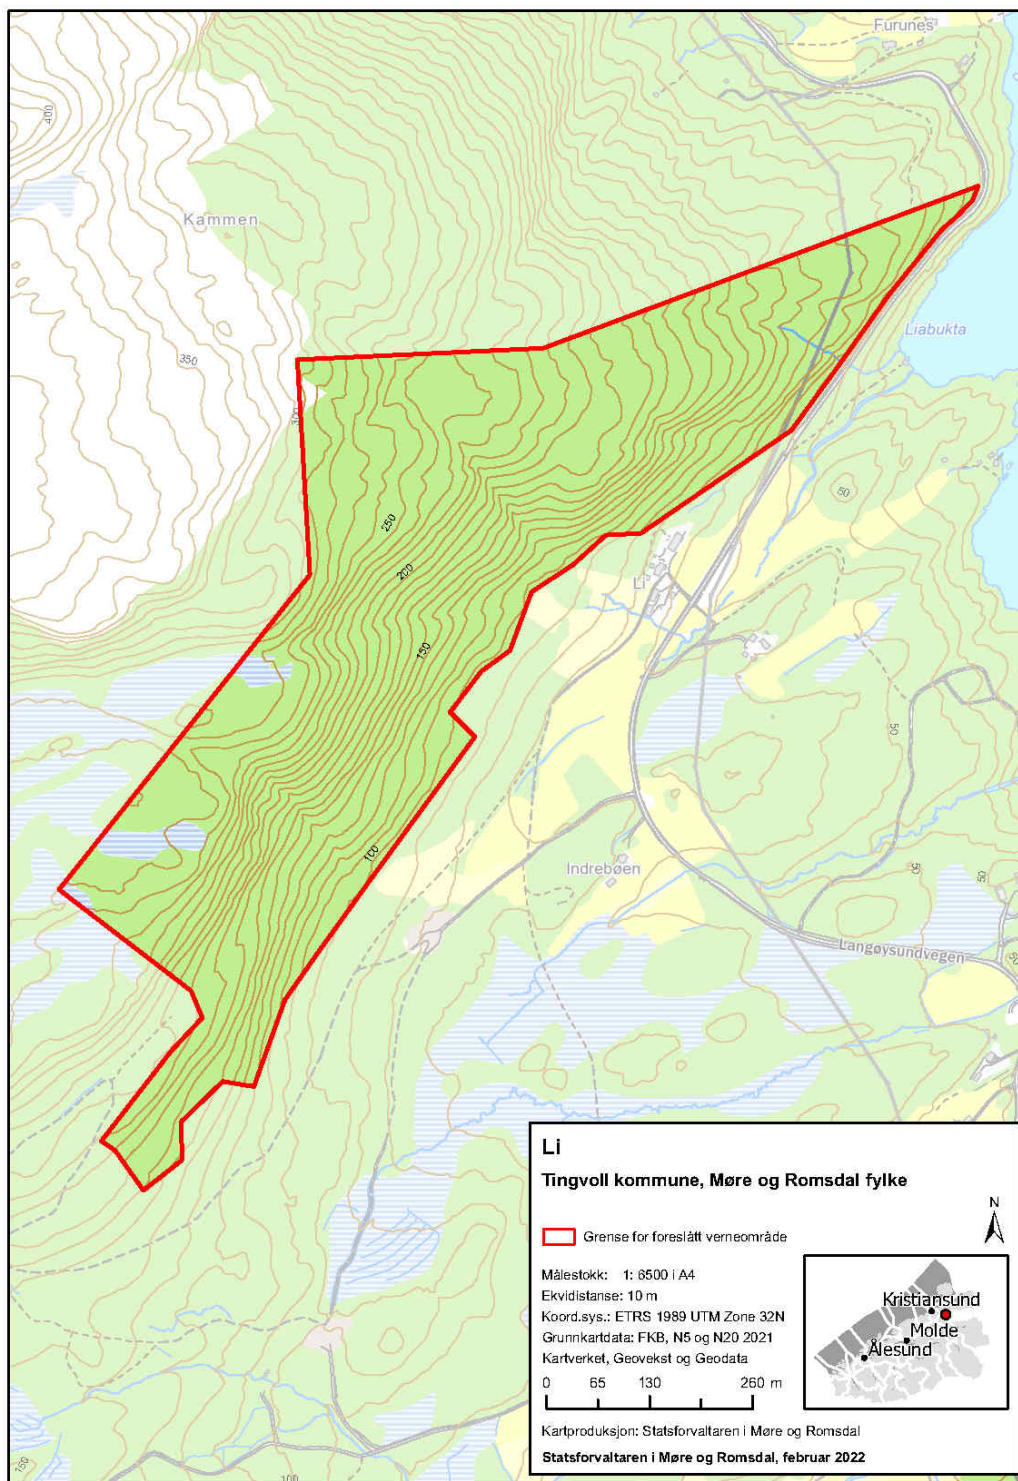 Furunes
400
Kammen
Liabukta
350
300
50
250
200
Li
150
50
100
Indrebøen
50
50
Langøysundvegen
50
Li
Tingvoll kommune, Møre og Romsdal fylke
N
Grense for foreslått verneområde
Målestokk: 1: 6500 i A4
Ekvidistanse: 10 m
Koord.sys.: ETRS 1989 UTM Zone 32N
Grunnkartdata: FKB, N5 og N20 2021
Kartverket, Geovekst og Geodata
0 65 130 260 m
Kristiansund
Molde
Ålesund
Kartproduksjon: Statsforvaltaren i Møre og Romsdal
Statsforvaltaren i Møre og Romsdal, februar 2022
150
100